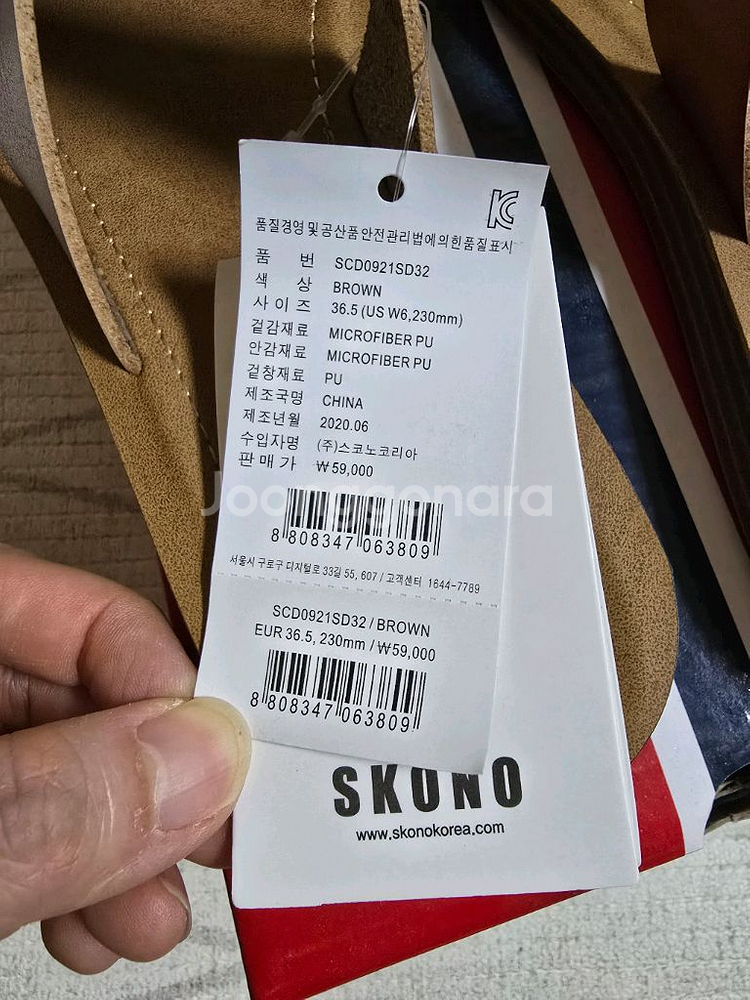 KC
품질경영 및 공산품안전관리법에의한품질표시
품 번 SCD0921SD32
색 상 BROWN
사 이 즈 36.5 (US W6,230mm)
겉감재료 MICROFIBER PU
안감재료 MICROFIBER PU
겉창재료 PU
제조국명 CHINA
제조년월 2020.06
수입자명 (주)스코노코리아
판 매 가 ₩59,000
Joonggonara
8 808347 063809
서울시 구로구 디지털로 33길 55, 607 / 고객센터 1644-7789
SCD0921SD32 / BROWN
EUR 36.5, 230mm / ₩59,000
8 808347 063809
SKONO
www.skonokorea.com